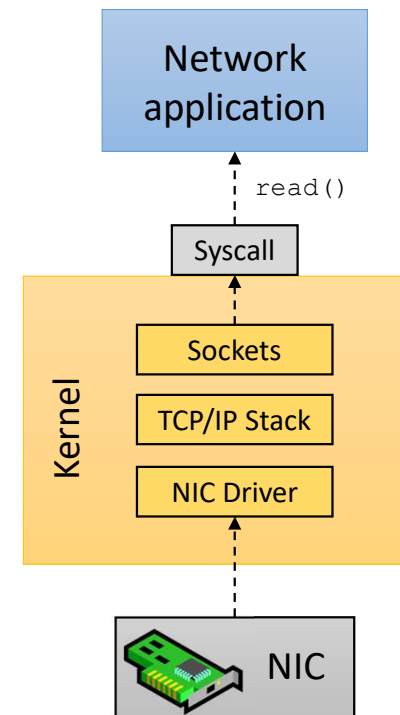 Network
application
read()
Syscall
Sockets
Kernel
TCP/IP Stack
NIC Driver
NIC